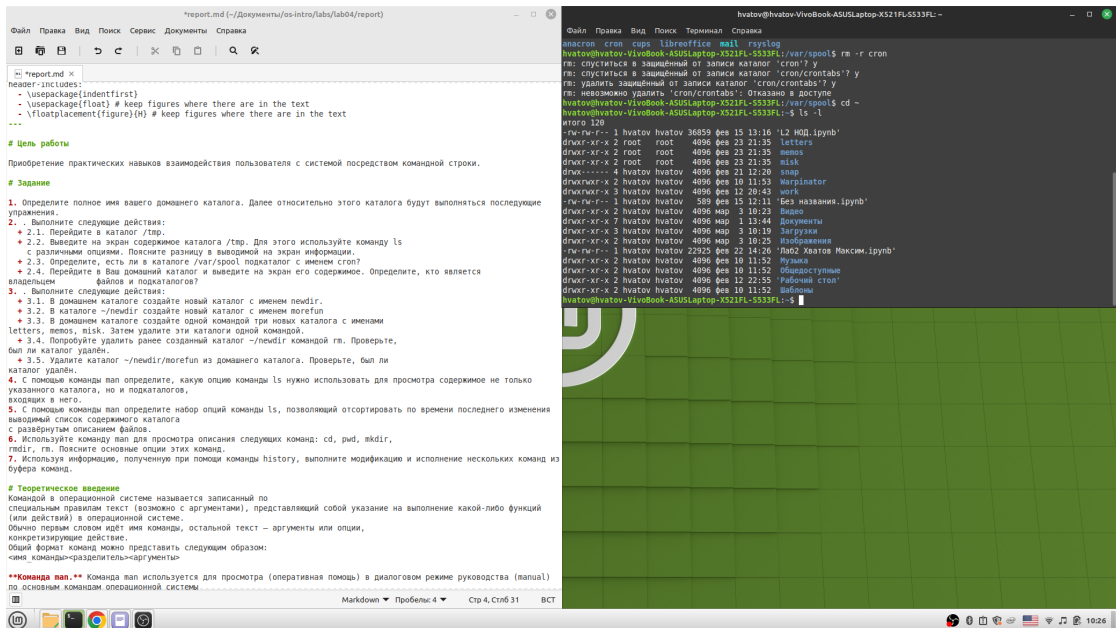 *report.md (~/Документы/os-intro/labs/lab04/report)
Файл Правка Вид Поиск Сервис Документы Справка
*report.md ×
header-includes:
- \usepackage{indentfirst}
- \usepackage{float} # keep figures where there are in the text
- \floatplacement{figure}{H} # keep figures where there are in the text
---
# Цель работы
Приобретение практических навыков взаимодействия пользователя с системой посредством командной строки.
# Задание
1. Определите полное имя вашего домашнего каталога. Далее относительно этого каталога будут выполняться последующие
упражнения.
2. . Выполните следующие действия:
+ 2.1. Перейдите в каталог /tmp.
+ 2.2. Выведите на экран содержимое каталога /tmp. Для этого используйте команду ls
с различными опциями. Поясните разницу в выводимой на экран информации.
+ 2.3. Определите, есть ли в каталоге /var/spool подкаталог с именем cron?
+ 2.4. Перейдите в Ваш домашний каталог и выведите на экран его содержимое. Определите, кто является
владельцем файлов и подкаталогов?
3. . Выполните следующие действия:
+ 3.1. В домашнем каталоге создайте новый каталог с именем newdir.
+ 3.2. В каталоге ~/newdir создайте новый каталог с именем morefun
+ 3.3. В домашнем каталоге создайте одной командой три новых каталога с именами
letters, memos, misk. Затем удалите эти каталоги одной командой.
+ 3.4. Попробуйте удалить ранее созданный каталог ~/newdir командой rm. Проверьте,
был ли каталог удалён.
+ 3.5. Удалите каталог ~/newdir/morefun из домашнего каталога. Проверьте, был ли
каталог удалён.
4. С помощью команды man определите, какую опцию команды ls нужно использовать для просмотра содержимое не только
указанного каталога, но и подкаталогов,
входящих в него.
5. С помощью команды man определите набор опций команды ls, позволяющий отсортировать по времени последнего изменения
выводимый список содержимого каталога
с развёрнутым описанием файлов.
6. Используйте команду man для просмотра описания следующих команд: cd, pwd, mkdir,
rmdir, rm. Поясните основные опции этих команд.
7. Используя информацию, полученную при помощи команды history, выполните модификацию и исполнение нескольких команд из
буфера команд.
# Теоретическое введение
Командой в операционной системе называется записанный по
специальным правилам текст (возможно с аргументами), представляющий собой указание на выполнение какой-либо функций
(или действий) в операционной системе.
Обычно первым словом идёт имя команды, остальной текст — аргументы или опции,
конкретизирующие действие.
Общий формат команд можно представить следующим образом:
<имя_команды><разделитель><аргументы>
**Команда man.** Команда man используется для просмотра (оперативная помощь) в диалоговом режиме руководства (manual)
по основным командам операционной системы
Markdown Пробелы: 4 Стр 4, Стлб 31 ВСТ
hvatov@hvatov-VivoBook-ASUSLaptop-X521FL-S533FL: ~
Файл Правка Вид Поиск Терминал Справка
anacron cron cups libreoffice mail rsyslog
hvatov@hvatov-VivoBook-ASUSLaptop-X521FL-S533FL:/var/spool$ rm -r cron
rm: спуститься в защищённый от записи каталог 'cron'? y
rm: спуститься в защищённый от записи каталог 'cron/crontabs'? y
rm: удалить защищённый от записи каталог 'cron/crontabs'? y
rm: невозможно удалить 'cron/crontabs': Отказано в доступе
hvatov@hvatov-VivoBook-ASUSLaptop-X521FL-S533FL:/var/spool$ cd ~
hvatov@hvatov-VivoBook-ASUSLaptop-X521FL-S533FL:~$ ls -l
итого 120
-rw-rw-r-- 1 hvatov hvatov 36859 фев 15 13:16 'L2 НОД.ipynb'
drwxr-xr-x 2 root root 4096 фев 23 21:35 letters
drwxr-xr-x 2 root root 4096 фев 23 21:35 memos
drwxr-xr-x 2 root root 4096 фев 23 21:35 misk
drwx------ 4 hvatov hvatov 4096 фев 21 12:20 snap
drwxrwxr-x 2 hvatov hvatov 4096 фев 10 11:53 Warpinator
drwxrwxr-x 3 hvatov hvatov 4096 фев 12 20:43 work
-rw-rw-r-- 1 hvatov hvatov 589 фев 15 12:11 'Без названия.ipynb'
drwxr-xr-x 2 hvatov hvatov 4096 мар 3 10:23 Видео
drwxr-xr-x 7 hvatov hvatov 4096 мар 1 13:44 Документы
drwxr-xr-x 3 hvatov hvatov 4096 мар 3 10:19 Загрузки
drwxr-xr-x 2 hvatov hvatov 4096 мар 3 10:25 Изображения
-rw-rw-r-- 1 hvatov hvatov 22925 фев 22 14:26 'Лаб2 Хватов Максим.ipynb'
drwxr-xr-x 2 hvatov hvatov 4096 фев 10 11:52 Музыка
drwxr-xr-x 2 hvatov hvatov 4096 фев 10 11:52 Общедоступные
drwxr-xr-x 2 hvatov hvatov 4096 фев 12 22:55 'Рабочий стол'
drwxr-xr-x 2 hvatov hvatov 4096 фев 10 11:52 Шаблоны
hvatov@hvatov-VivoBook-ASUSLaptop-X521FL-S533FL:~$
10:26